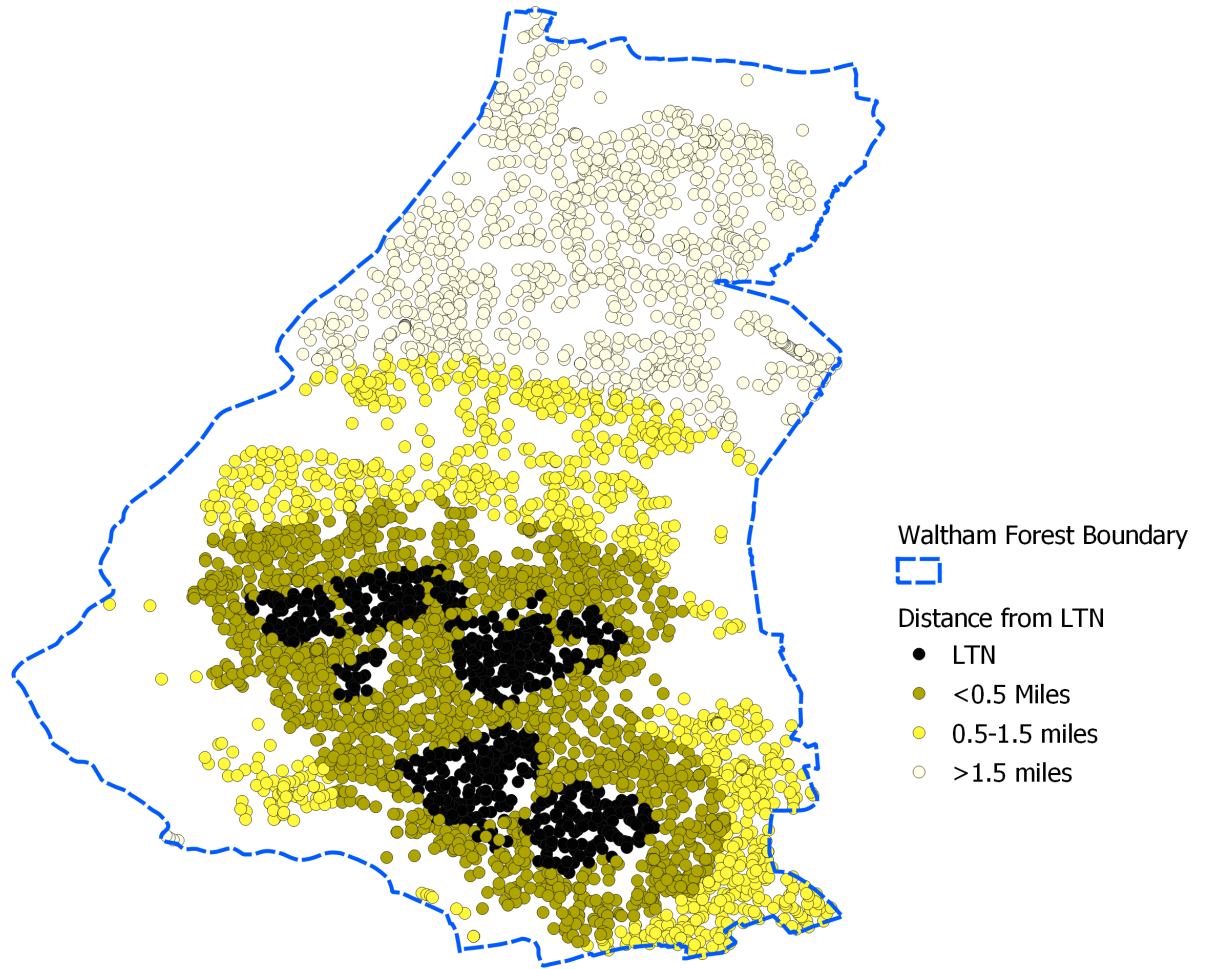 Waltham Forest Boundary
Distance from LTN
LTN
<0.5 Miles
0.5-1.5 miles
>1.5 miles